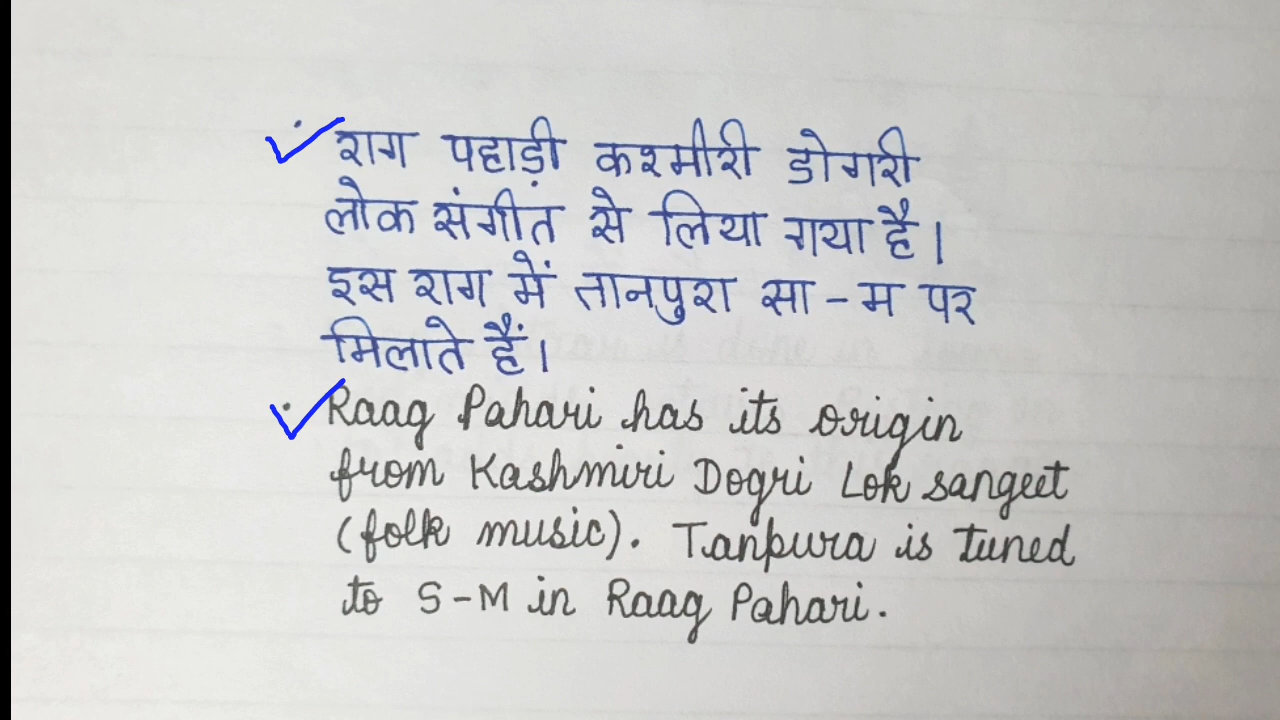 राग पहाड़ी कश्मीरी डोगरी
लोक संगीत से लिया गया है।
इस राग में तानपुरा सा-म पर
मिलाते हैं।
Raag Pahari has its origin
from Kashmiri Dogri Lok sangeet
(folk music). Tanpura is tuned
to S-M in Raag Pahari.